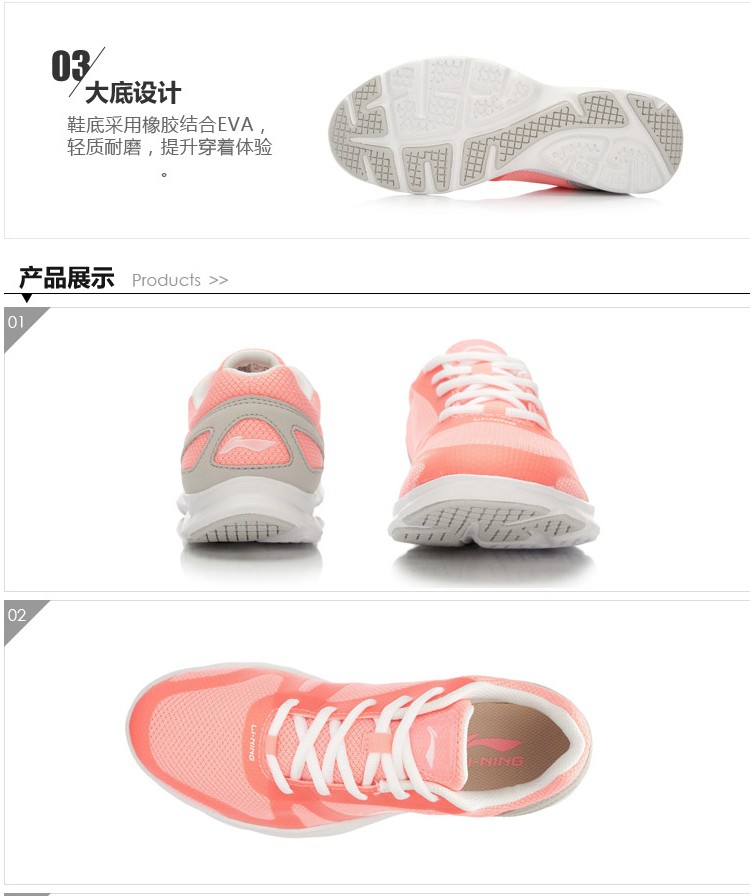 03
大底设计
鞋底采用橡胶结合EVA，
轻质耐磨，提升穿着体验
。
产品展示 Products >>
01
02
LI-NING
LI-NING